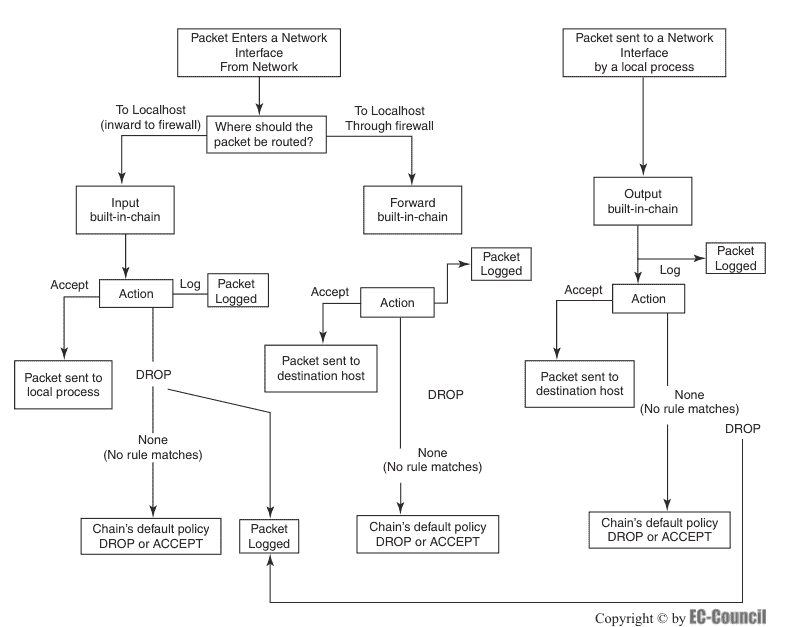 Packet Enters a Network
Interface
From Network
Packet sent to a Network
Interface
by a local process
To Localhost
(inward to firewall)
Where should the
packet be routed?
To Localhost
Through firewall
Input
built-in-chain
Forward
built-in-chain
Output
built-in-chain
Accept
Action
Log
Packet
Logged
Accept
Action
Packet
Logged
Log
Packet
Logged
Accept
Action
Packet sent to
local process
DROP
Packet sent to
destination host
DROP
Packet sent to
destination host
None
(No rule matches)
DROP
None
(No rule matches)
None
(No rule matches)
Chain's default policy
DROP or ACCEPT
Packet
Logged
Chain's default policy
DROP or ACCEPT
Chain's default policy
DROP or ACCEPT
Copyright © by EC-Council